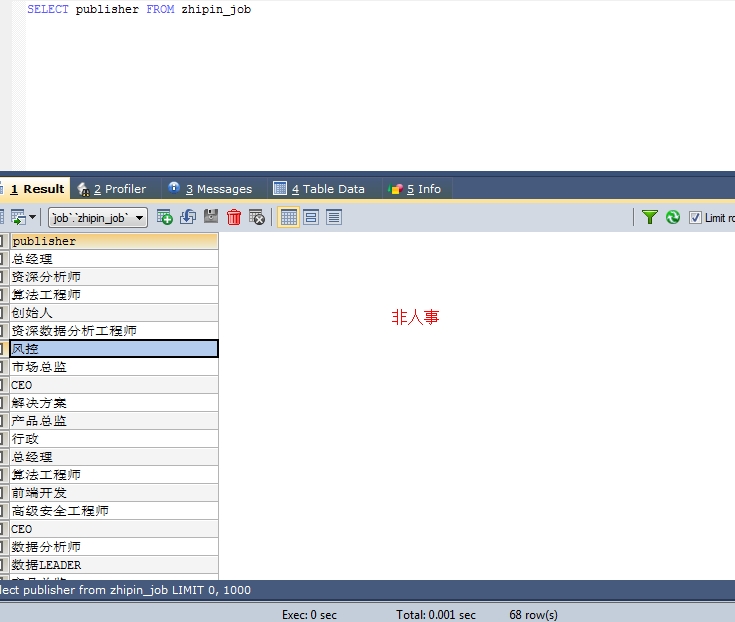 SELECT publisher FROM zhipin_job
1 Result 2 Profiler 3 Messages 4 Table Data 5 Info
`job`.`zhipin_job` Limit ro
publisher
总经理
资深分析师
算法工程师
创始人
非人事
资深数据分析工程师
风控
市场总监
CEO
解决方案
产品总监
行政
总经理
算法工程师
前端开发
高级安全工程师
CEO
数据分析师
数据LEADER
lect publisher from zhipin_job LIMIT 0, 1000
Exec: 0 sec Total: 0.001 sec 68 row(s)